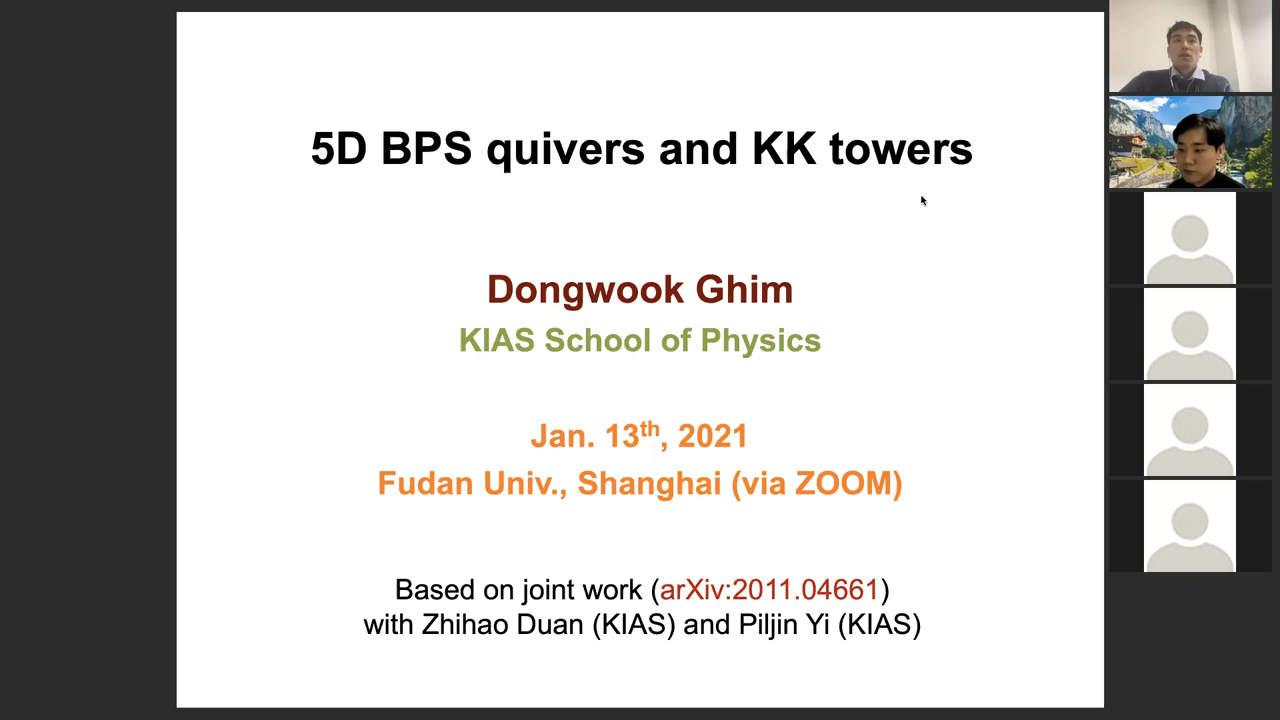 5D BPS quivers and KK towers
Dongwook Ghim
KIAS School of Physics
Jan. 13th, 2021
Fudan Univ., Shanghai (via ZOOM)
Based on joint work (arXiv:2011.04661)
with Zhihao Duan (KIAS) and Piljin Yi (KIAS)